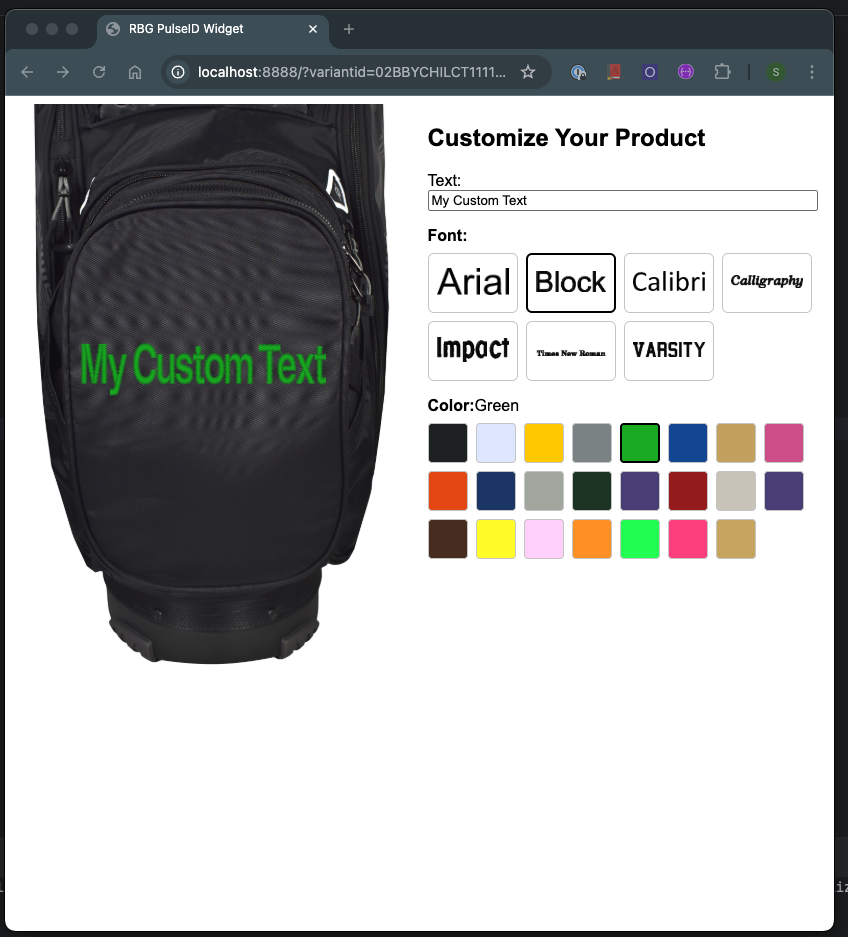 RBG PulseID Widget
localhost:8888/?variantid=02BBYCHILCT1111...
S
Customize Your Product
Text:
My Custom Text
Font:
Arial Block Calibri Calligraphy
Impact Times New Roman VARSITY
My Custom Text
Color:Green
iz